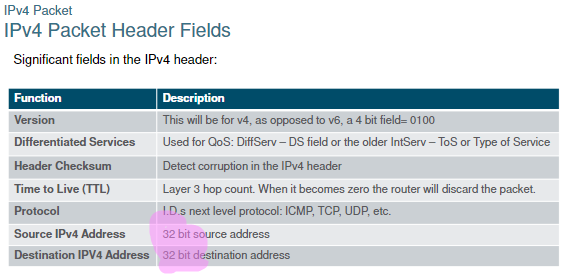 IPv4 Packet
IPv4 Packet Header Fields
Significant fields in the IPv4 header:
Function Description
Version This will be for v4, as opposed to v6, a 4 bit field= 0100
Differentiated Services Used for QoS: DiffServ – DS field or the older IntServ – ToS or Type of Service
Header Checksum Detect corruption in the IPv4 header
Time to Live (TTL) Layer 3 hop count. When it becomes zero the router will discard the packet.
Protocol I.D.s next level protocol: ICMP, TCP, UDP, etc.
Source IPv4 Address 32 bit source address
Destination IPV4 Address 32 bit destination address